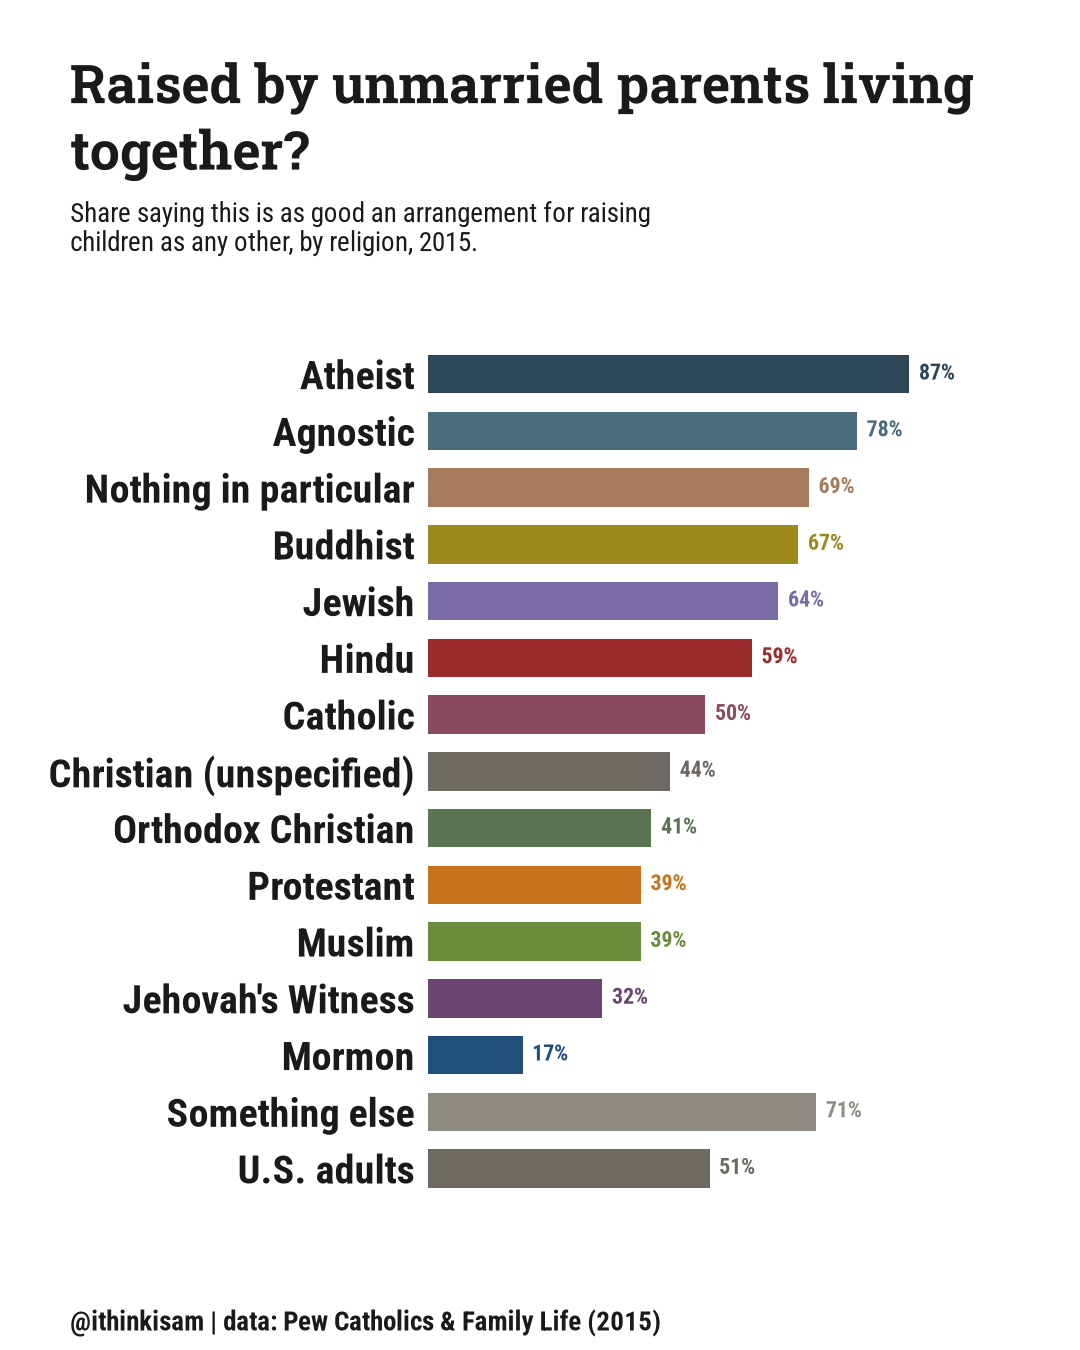 Raised by unmarried parents living
together?
Share saying this is as good an arrangement for raising
children as any other, by religion, 2015.
Atheist 87%
Agnostic 78%
Nothing in particular 69%
Buddhist 67%
Jewish 64%
Hindu 59%
Catholic 50%
Christian (unspecified) 44%
Orthodox Christian 41%
Protestant 39%
Muslim 39%
Jehovah's Witness 32%
Mormon 17%
Something else 71%
U.S. adults 51%
@ithinkisam | data: Pew Catholics & Family Life (2015)